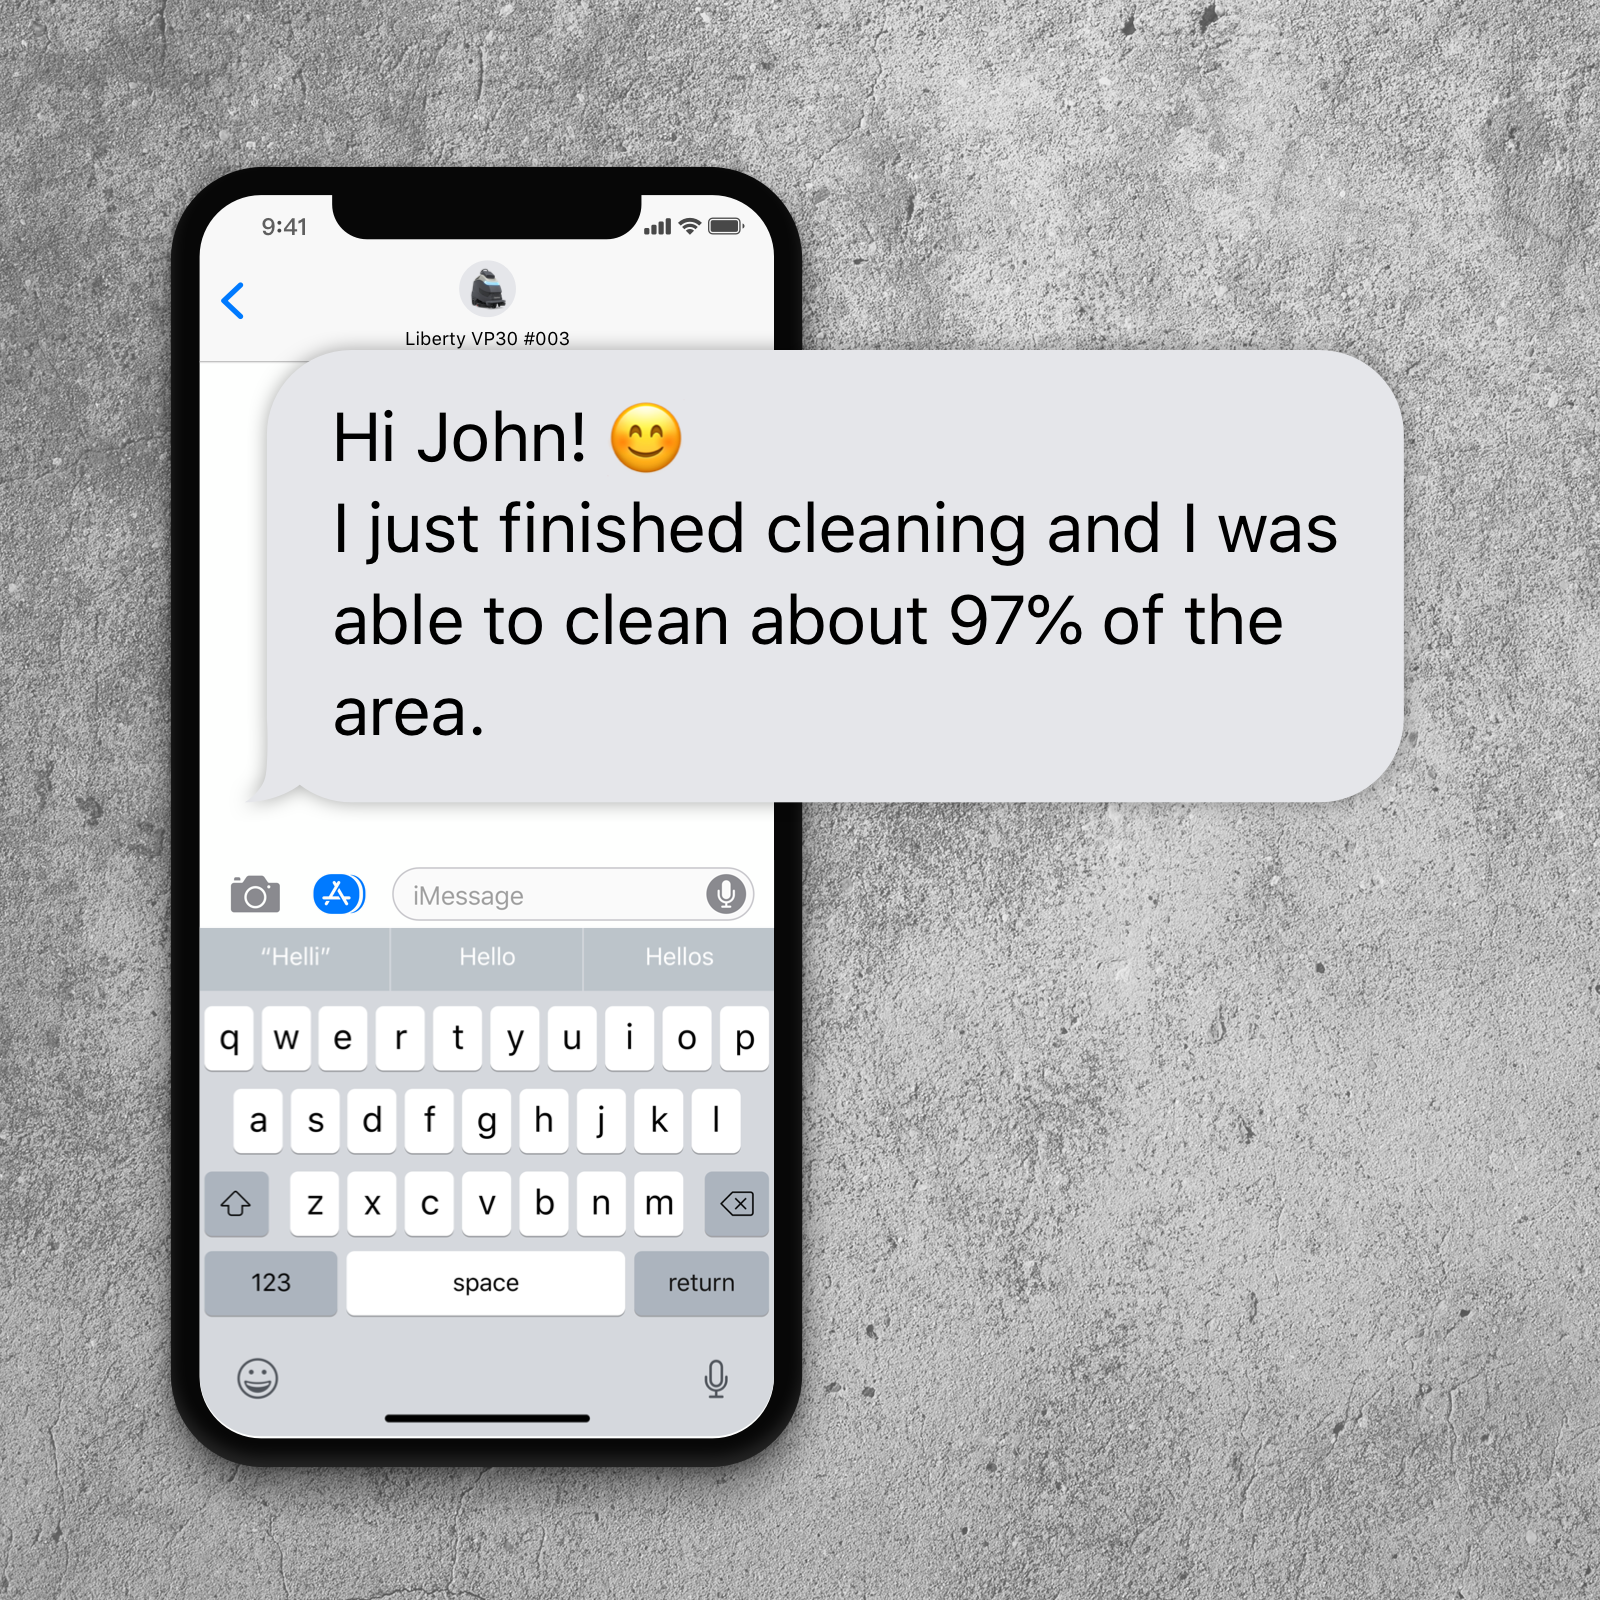 9:41
Liberty VP30 #003
Hi John! 😊
I just finished cleaning and I was
able to clean about 97% of the
area.
iMessage
“Helli” Hello Hellos
q w e r t y u i o p
a s d f g h j k l
z x c v b n m
123 space return